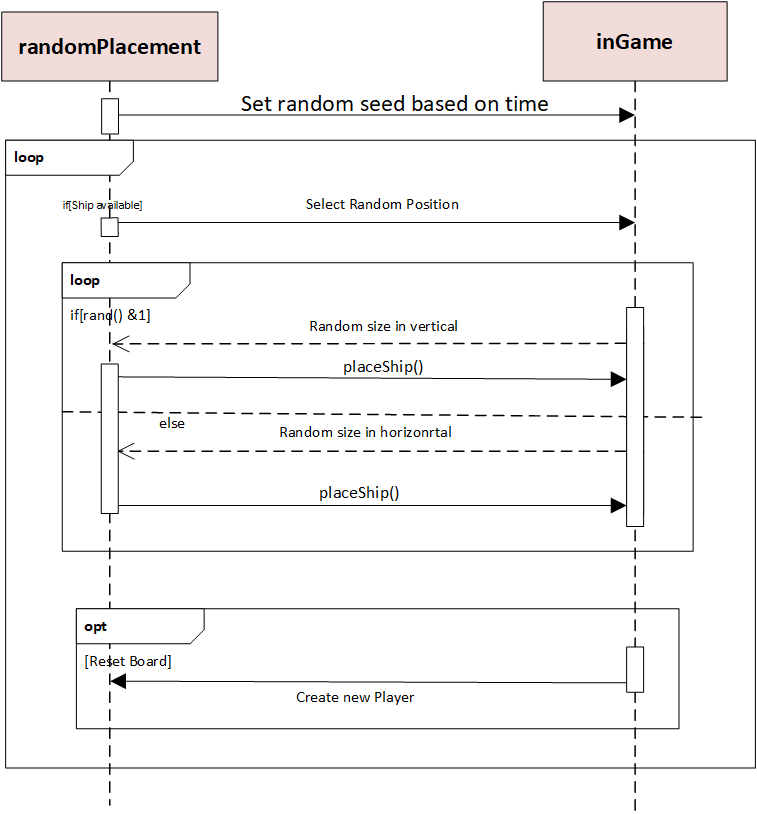 randomPlacement
inGame
Set random seed based on time
loop
if[Ship available]
Select Random Position
loop
if[rand() &1]
Random size in vertical
placeShip()
else
Random size in horizonrtal
placeShip()
opt
[Reset Board]
Create new Player